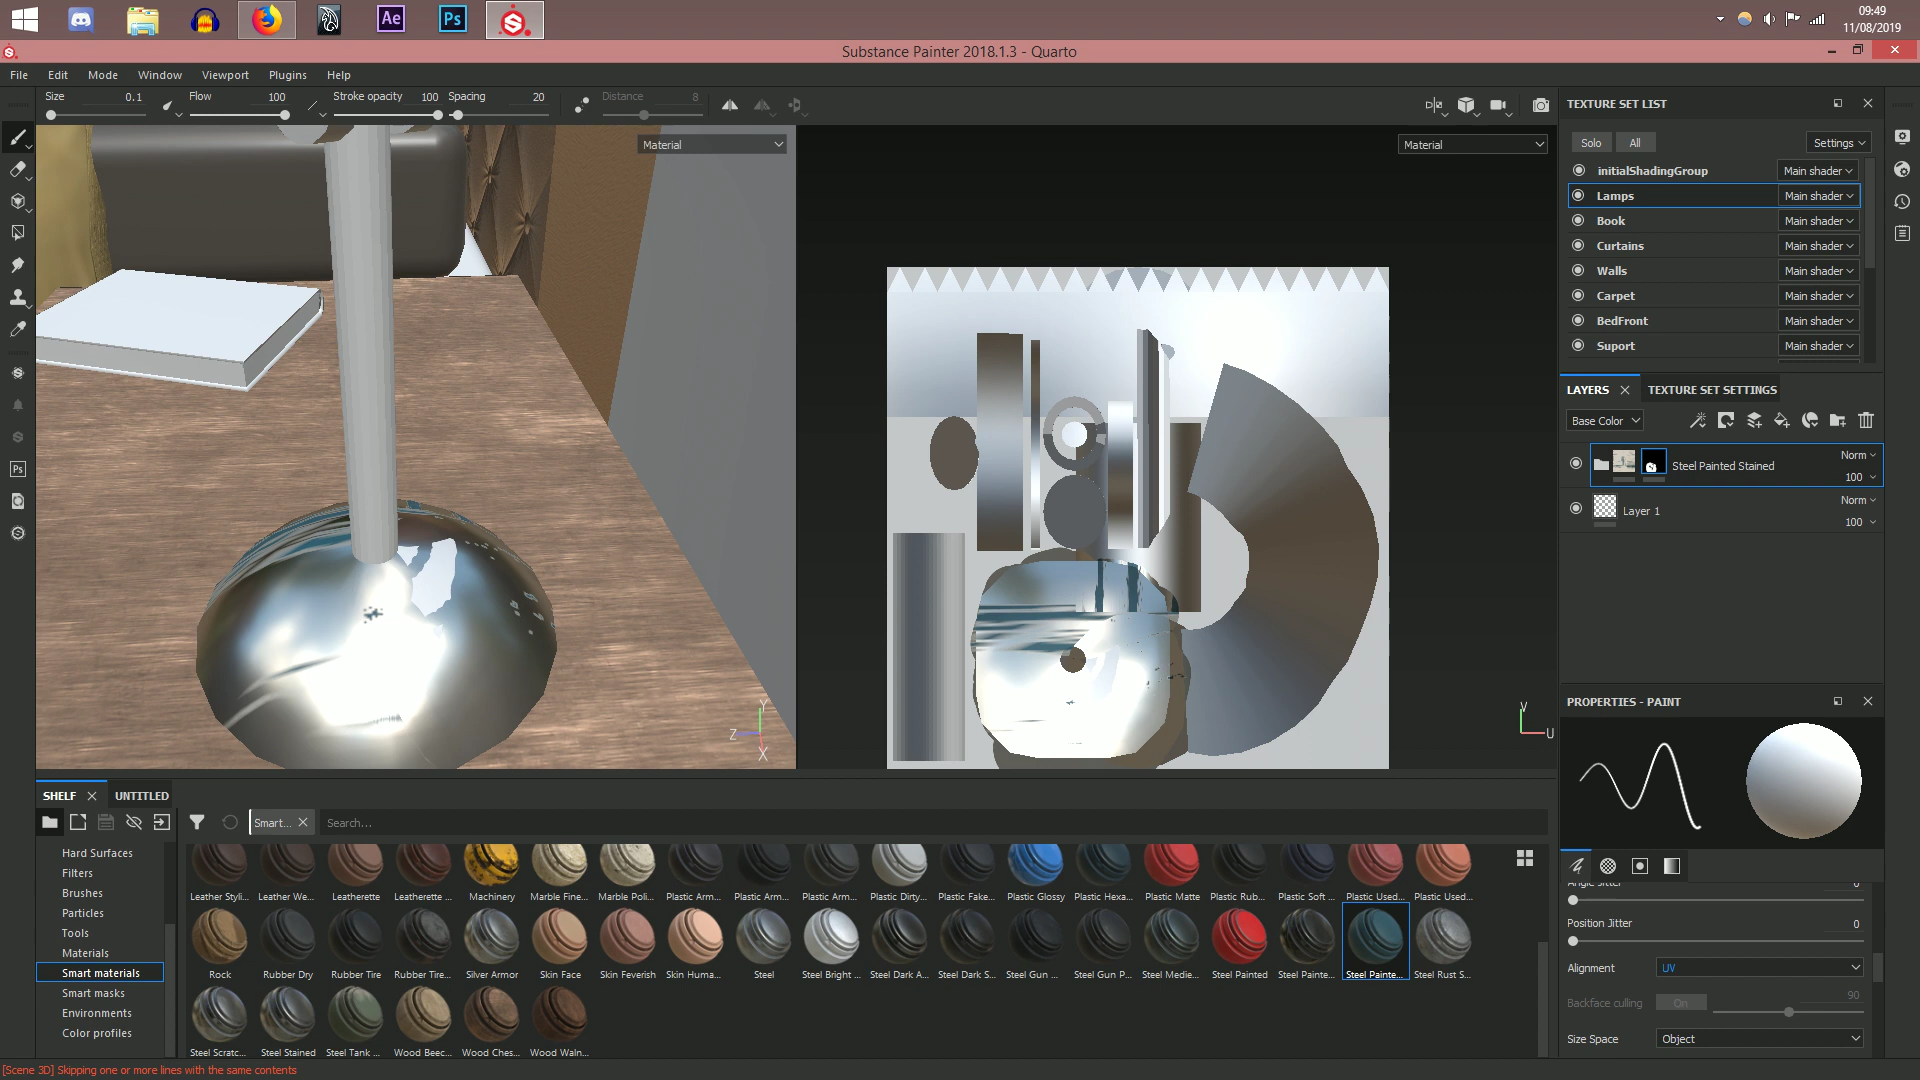 Ae
Ps
09:49
11/08/2019
Substance Painter 2018.1.3 - Quarto
File Edit Mode Window Viewport Plugins Help
Size 0.1 Flow 100 Stroke opacity 100 Spacing 20 Distance 8
Material
Material
Y
Z
X
V
U
TEXTURE SET LIST
Solo All Settings
initialShadingGroup Main shader
Lamps Main shader
Book Main shader
Curtains Main shader
Walls Main shader
Carpet Main shader
BedFront Main shader
Suport Main shader
LAYERS TEXTURE SET SETTINGS
Base Color
Norm
Steel Painted Stained
100
Norm
Layer 1
100
PROPERTIES - PAINT
Angle Jitter 0
Position Jitter 0
Alignment UV
Backface culling On 90
Size Space Object
Ps
SHELF UNTITLED
Smart... Search...
Hard Surfaces
Filters
Brushes
Particles
Tools
Materials
Smart materials
Smart masks
Environments
Color profiles
Leather Styli... Leather We... Leatherette Leatherette ... Machinery Marble Fine... Marble Poli... Plastic Arm... Plastic Arm... Plastic Arm... Plastic Dirty... Plastic Fake... Plastic Glossy Plastic Hexa... Plastic Matte Plastic Rub... Plastic Soft ... Plastic Used... Plastic Used...
Rock Rubber Dry Rubber Tire Rubber Tire... Silver Armor Skin Face Skin Feverish Skin Huma... Steel Steel Bright ... Steel Dark A... Steel Dark S... Steel Gun ... Steel Gun P... Steel Medie... Steel Painted Steel Painte... Steel Painte... Steel Rust S...
Steel Scratc... Steel Stained Steel Tank ... Wood Beec... Wood Ches... Wood Waln...
[Scene 3D] Skipping one or more lines with the same contents